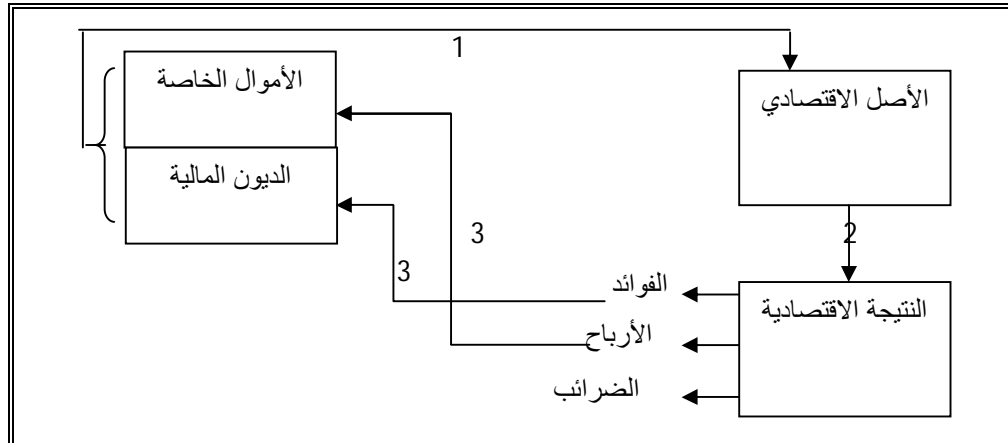 1
الأموال الخاصة
الأصل الاقتصادي
الديون المالية
3
2
3
الفوائد
النتيجة الاقتصادية
الأرباح
الضرائب